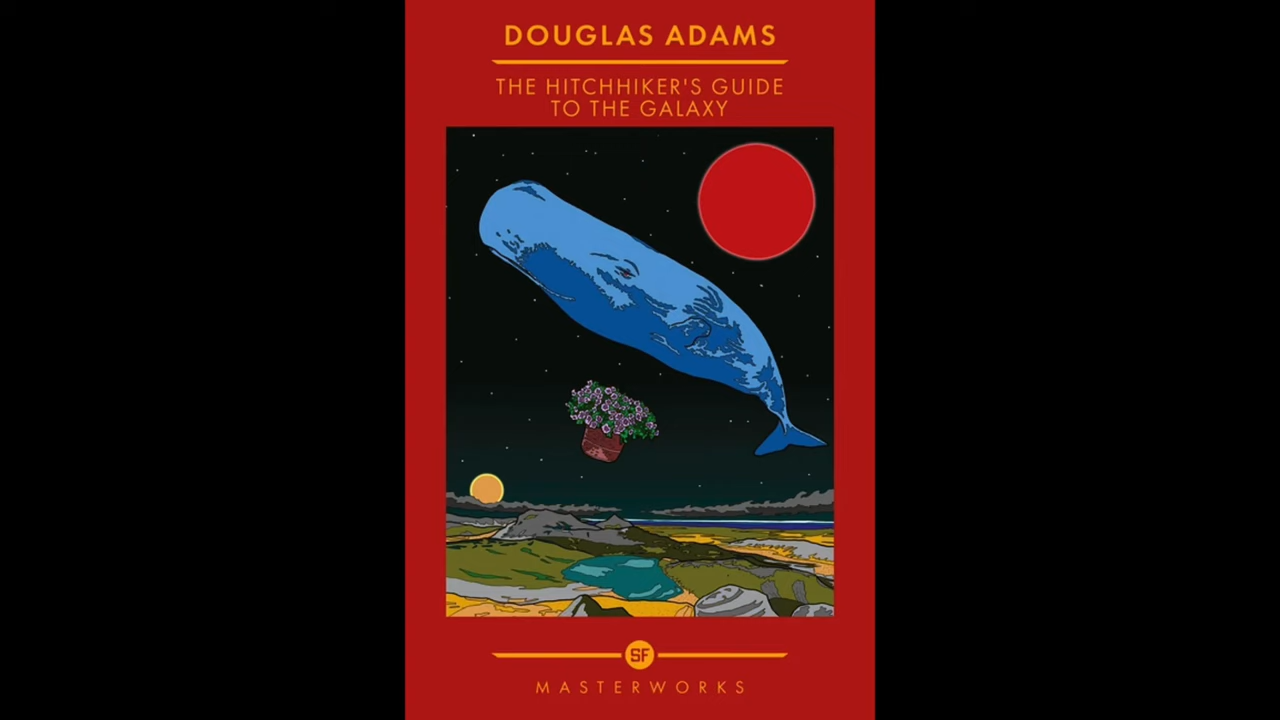 DOUGLAS ADAMS
THE HITCHHIKER'S GUIDE
TO THE GALAXY
SF
MASTERWORKS